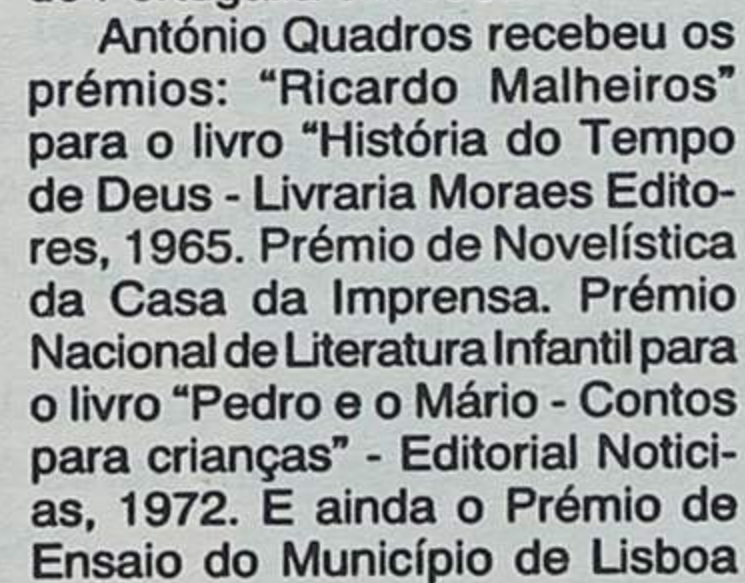 António Quadros recebeu os
prémios: “Ricardo Malheiros”
para o livro “História do Tempo
de Deus - Livraria Moraes Edito-
res, 1965. Prémio de Novelística
da Casa da Imprensa. Prémio
Nacional de Literatura Infantil para
o livro “Pedro e o Mário - Contos
para crianças” - Editorial Notici-
as, 1972. E ainda o Prémio de
Ensaio do Município de Lisboa